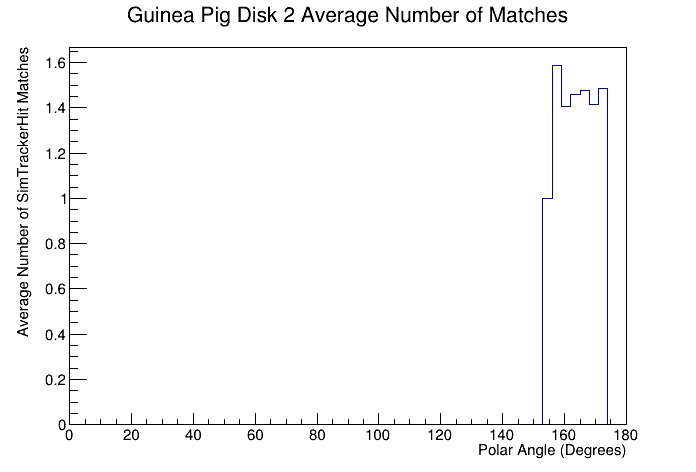 Guinea Pig Disk 2 Average Number of Matches
Average Number of SimTrackerHit Matches
1.6
1.4
1.2
1
0.8
0.6
0.4
0.2
0
0 20 40 60 80 100 120 140 160 180
Polar Angle (Degrees)